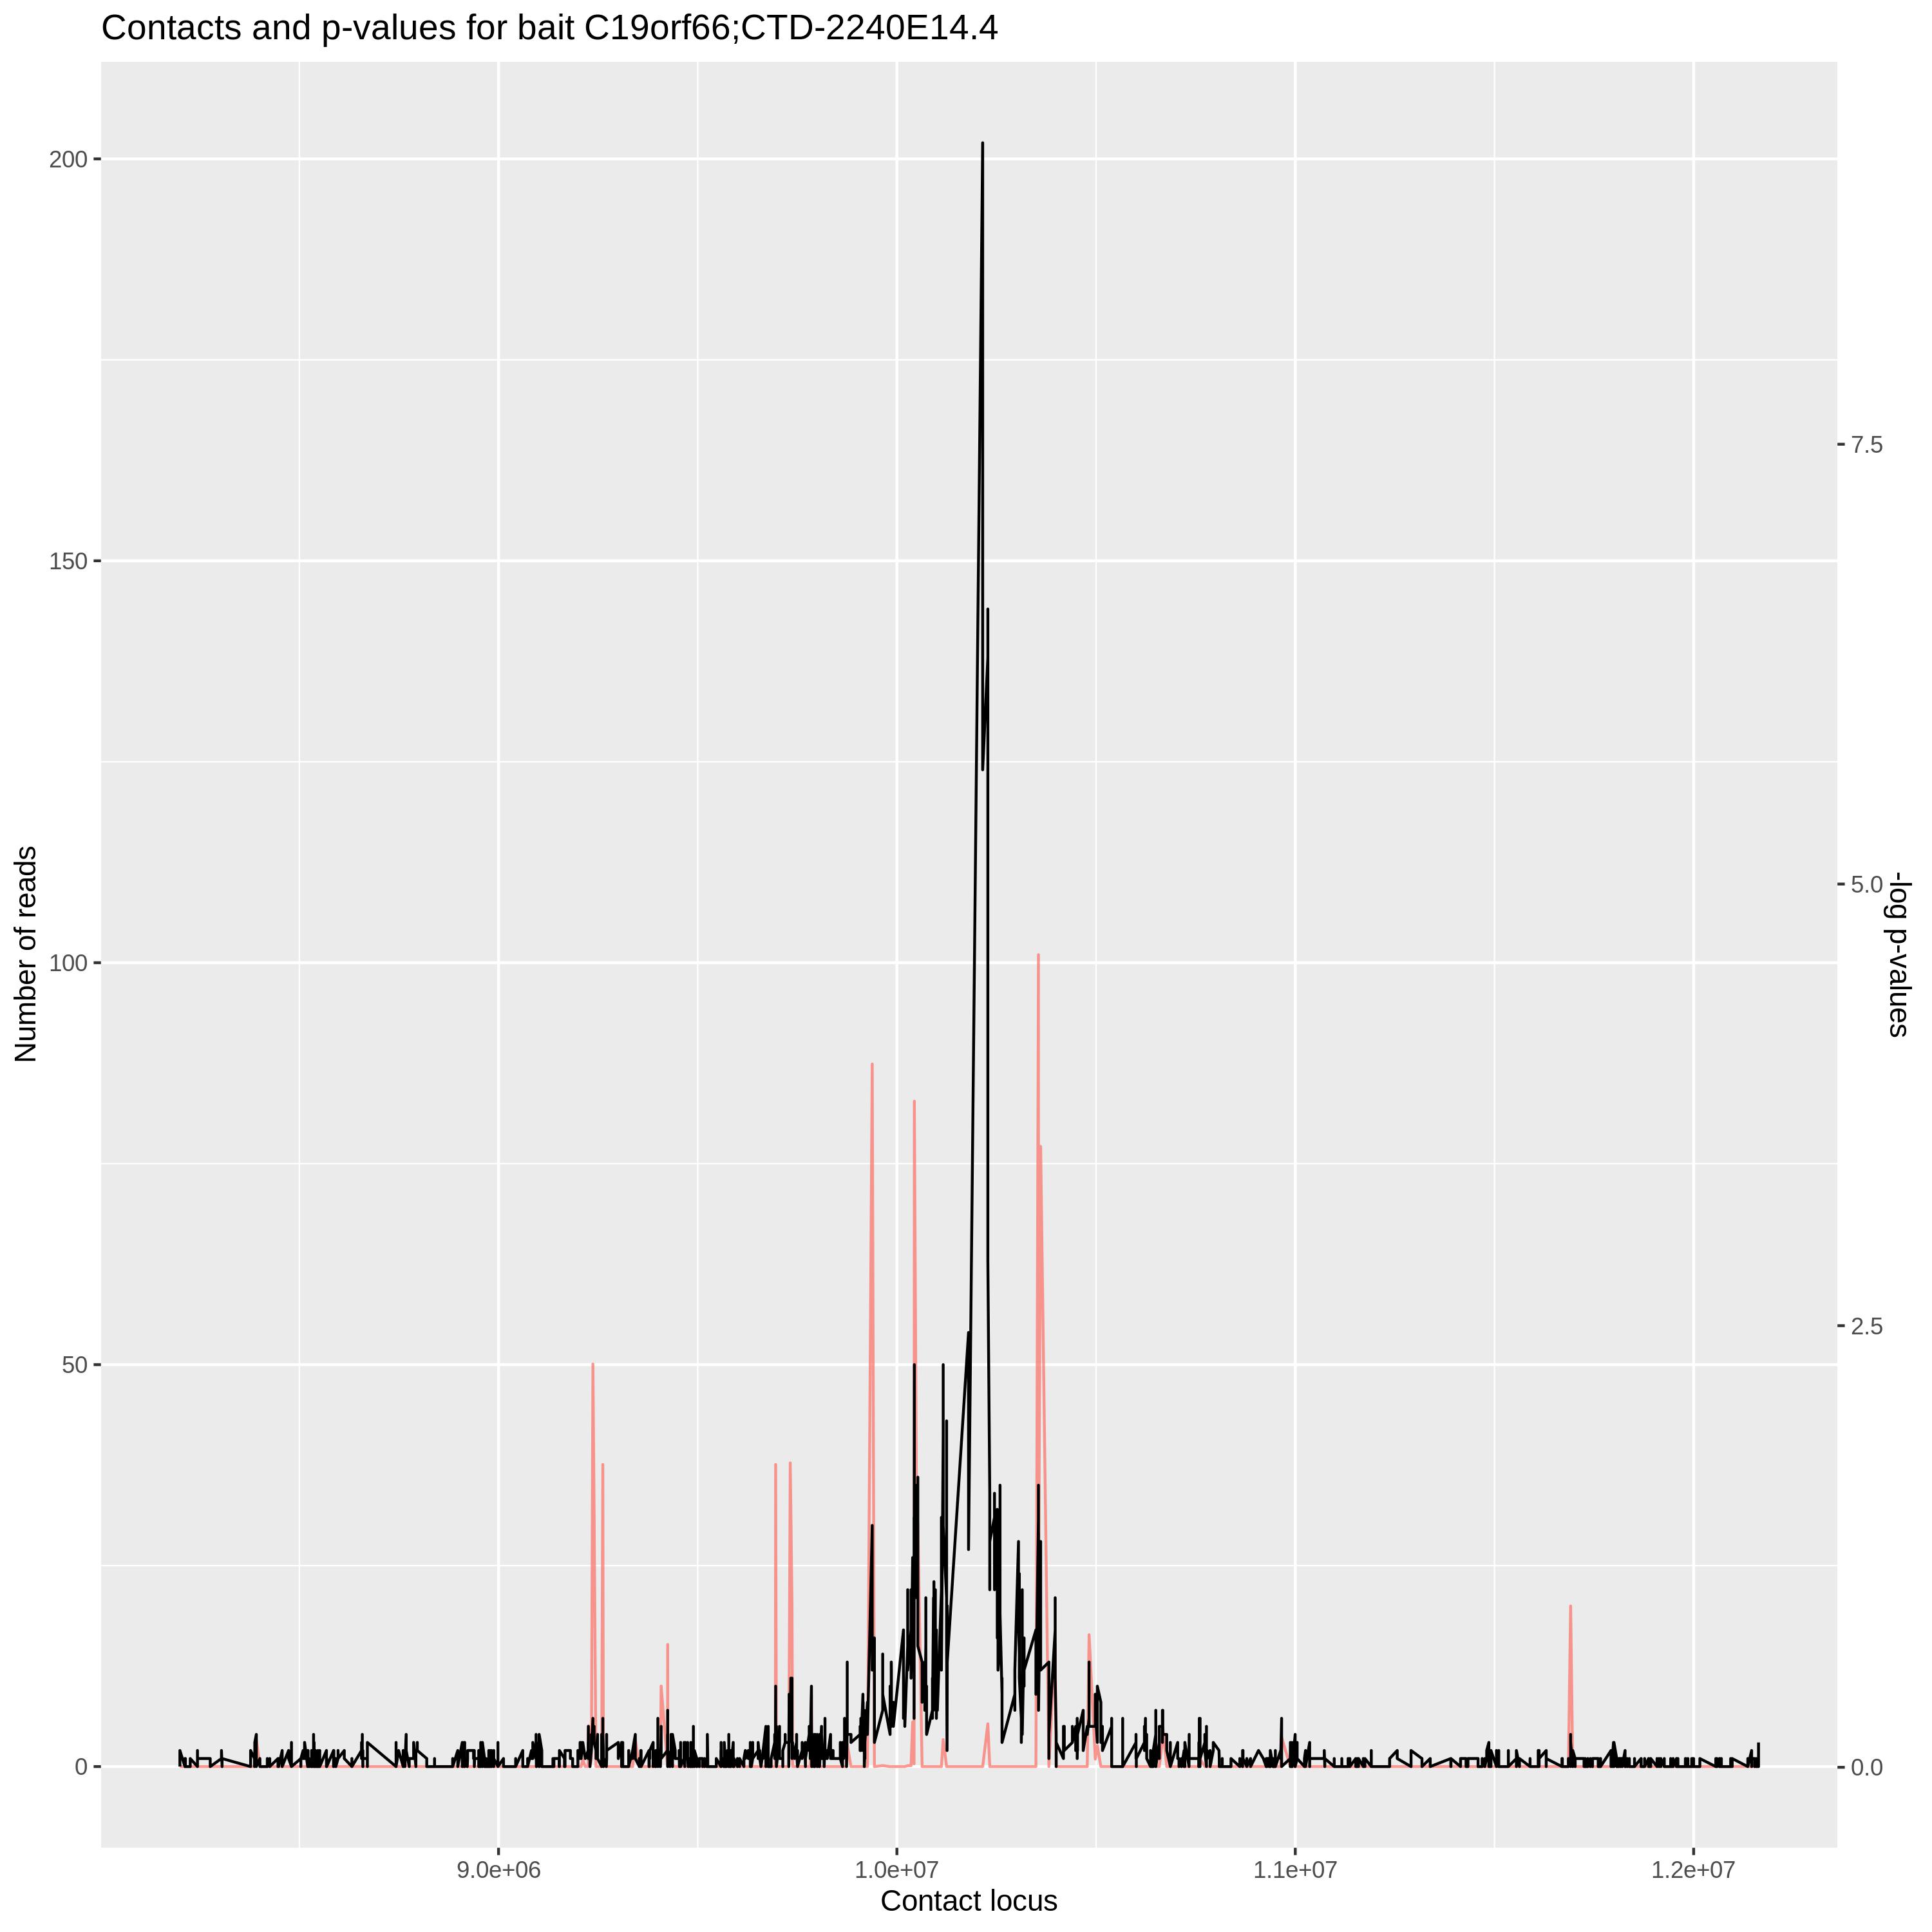 Contacts and p-values for bait C19orf66;CTD-2240E14.4
200
150
100
50
0
Number of reads
7.5
5.0
2.5
0.0
-log p-values
9.0e+06
1.0e+07
1.1e+07
1.2e+07
Contact locus